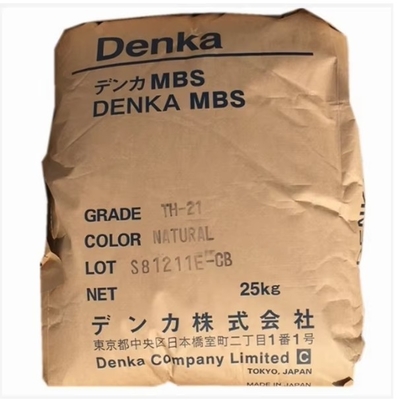 Denka
デンカ MBS
DENKA MBS
GRADE TH-21
COLOR NATURAL
LOT S81211E-CB
NET 25kg
デンカ株式会社
東京都中央区日本橋室町二丁目1番1号
Denka Company Limited C
TOKYO, JAPAN
MADE IN JAPAN